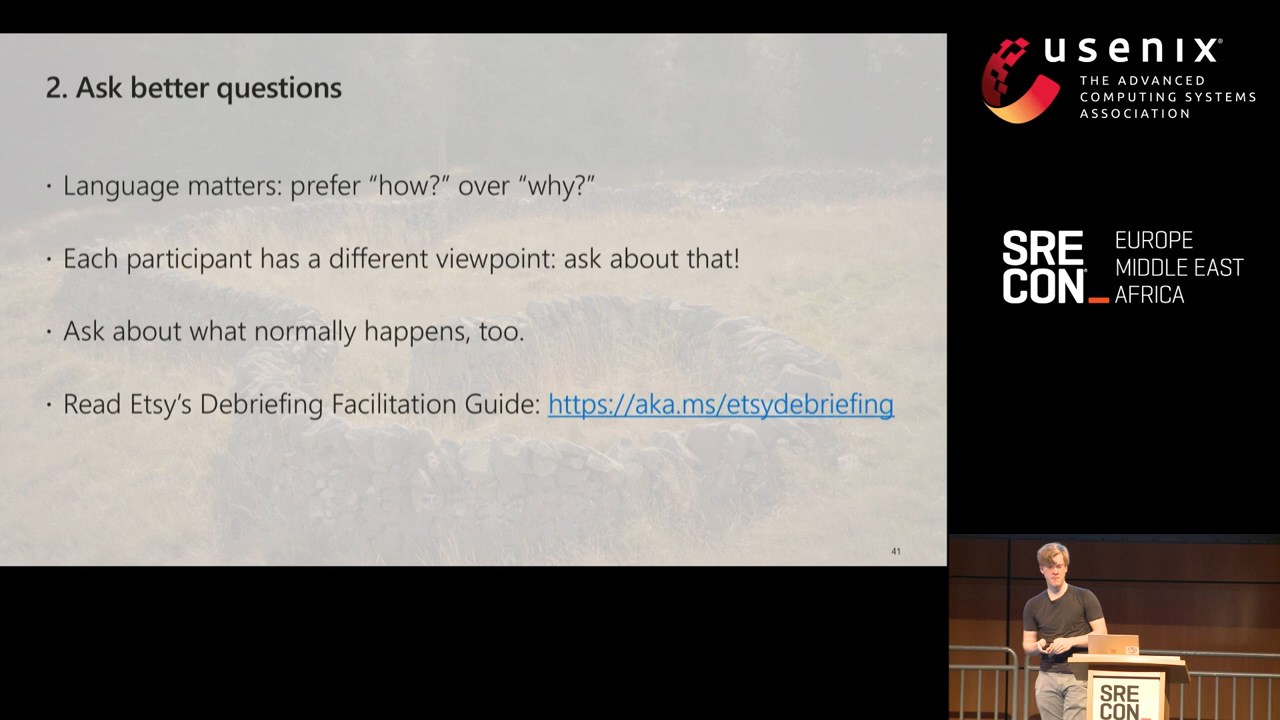 2. Ask better questions
· Language matters: prefer “how?” over “why?”
· Each participant has a different viewpoint: ask about that!
· Ask about what normally happens, too.
· Read Etsy’s Debriefing Facilitation Guide: https://aka.ms/etsydebriefing
41
usenix®
THE ADVANCED
COMPUTING SYSTEMS
ASSOCIATION
SRE
CON_
EUROPE
MIDDLE EAST
AFRICA
SRE
CON_